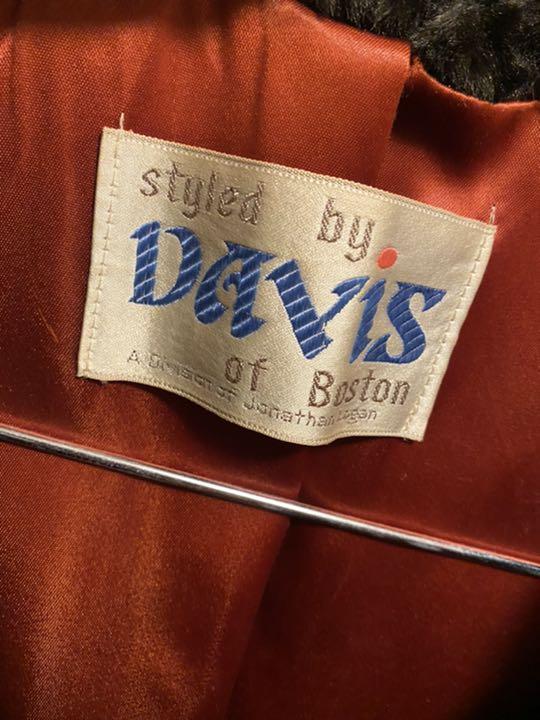 styled by
DAViS
of Boston
A Division of Jonathan Logan